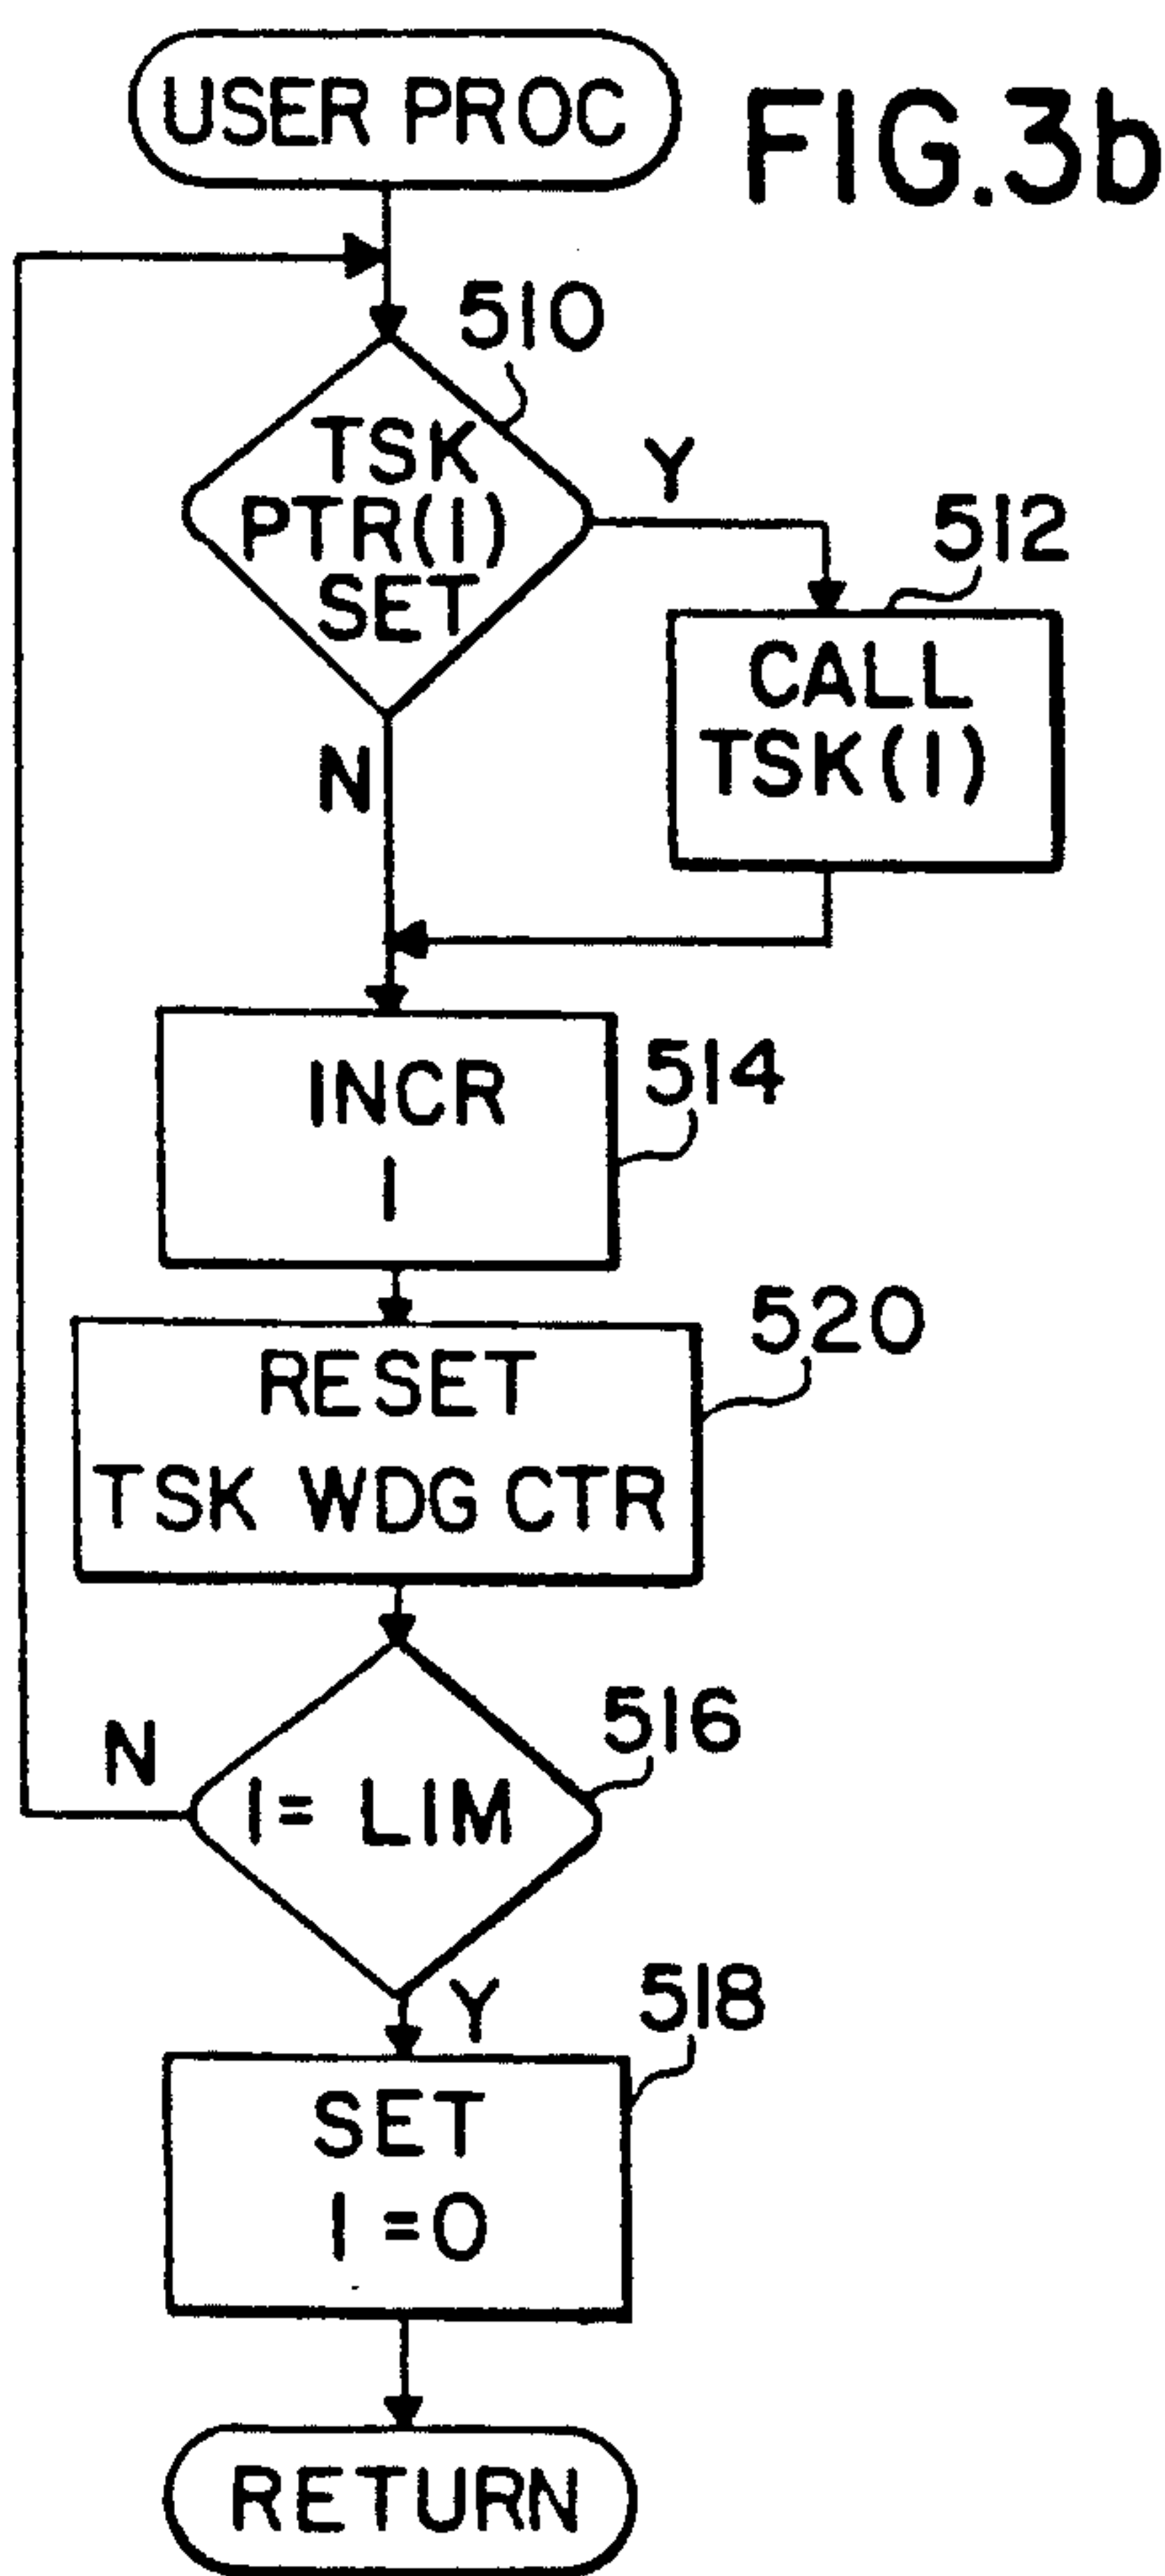 USER PROC
FIG.3b
510
TSK
PTR(I)
SET
Y
512
CALL
TSK(I)
N
INCR
I
514
520
RESET
TSK WDG CTR
516
N
I= LIM
Y
518
SET
I =0
RETURN